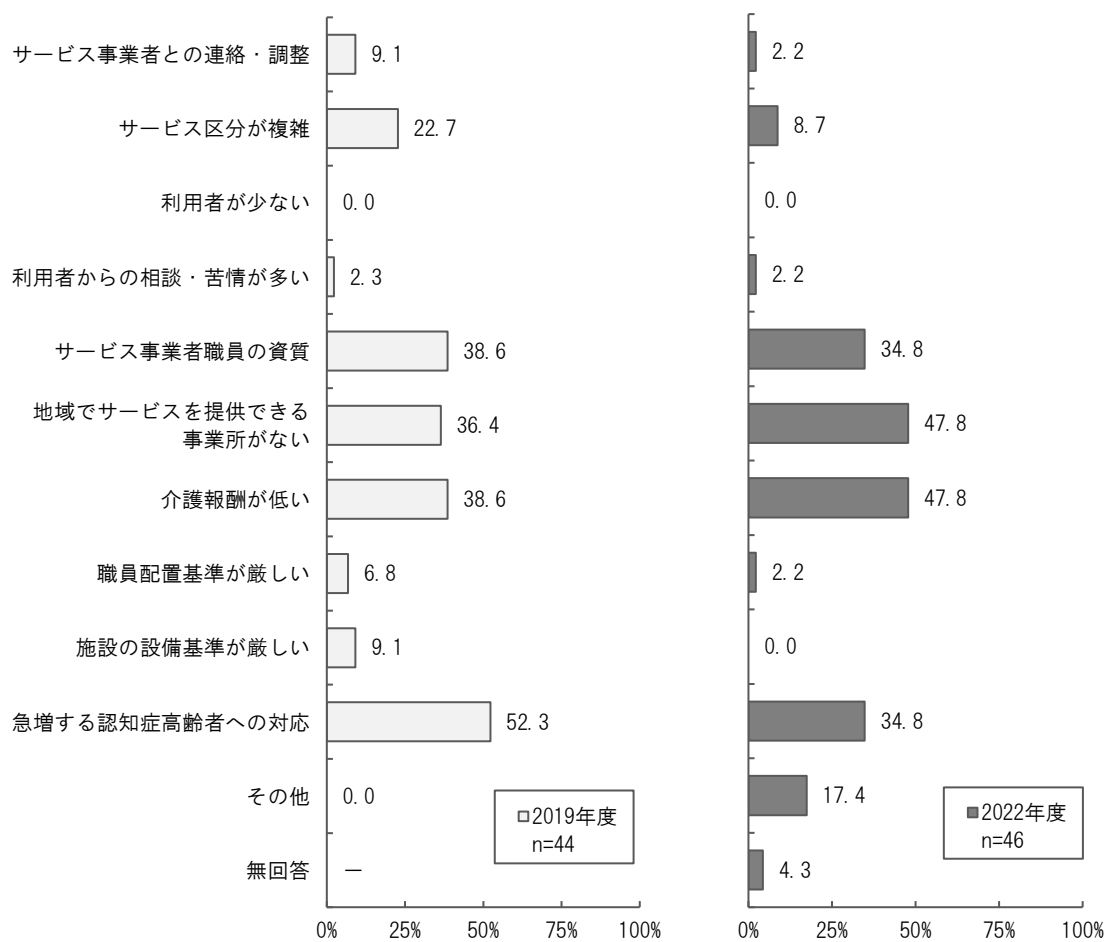 サービス事業者との連絡・調整 9.1 2.2
サービス区分が複雑 22.7 8.7
利用者が少ない 0.0 0.0
利用者からの相談・苦情が多い 2.3 2.2
サービス事業者職員の資質 38.6 34.8
地域でサービスを提供できる
事業所がない 36.4 47.8
介護報酬が低い 38.6 47.8
職員配置基準が厳しい 6.8 2.2
施設の設備基準が厳しい 9.1 0.0
急増する認知症高齢者への対応 52.3 34.8
その他 0.0 17.4
無回答 － 4.3
2019年度
n=44
2022年度
n=46
0% 25% 50% 75% 100%
0% 25% 50% 75% 100%